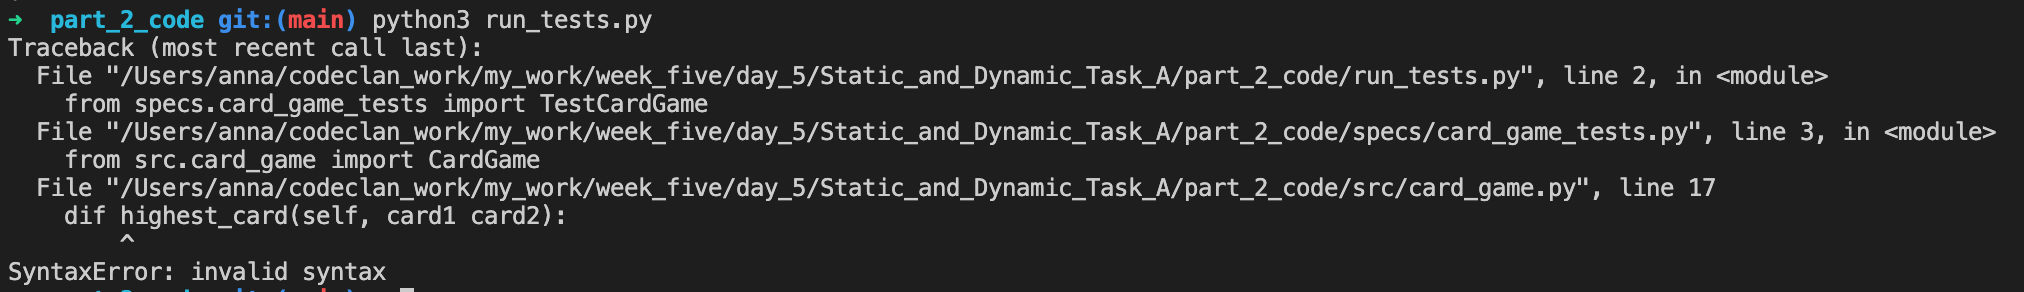 ➜ part_2_code git:(main) python3 run_tests.py
Traceback (most recent call last):
  File "/Users/anna/codeclan_work/my_work/week_five/day_5/Static_and_Dynamic_Task_A/part_2_code/run_tests.py", line 2, in <module>
    from specs.card_game_tests import TestCardGame
  File "/Users/anna/codeclan_work/my_work/week_five/day_5/Static_and_Dynamic_Task_A/part_2_code/specs/card_game_tests.py", line 3, in <module>
    from src.card_game import CardGame
  File "/Users/anna/codeclan_work/my_work/week_five/day_5/Static_and_Dynamic_Task_A/part_2_code/src/card_game.py", line 17
    dif highest_card(self, card1 card2):
        ^
SyntaxError: invalid syntax